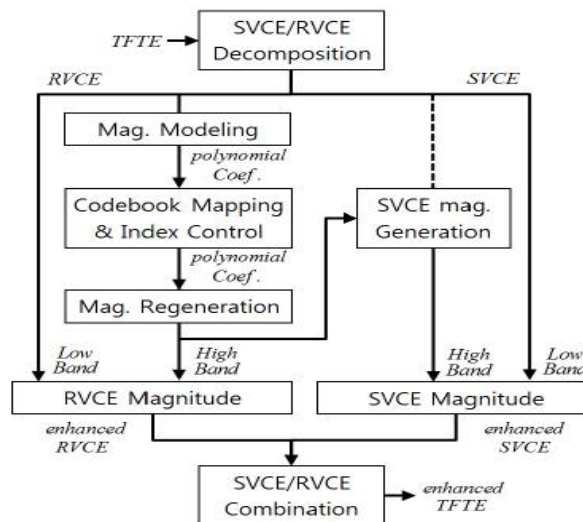 SVCE/RVCE
Decomposition
TFTE
RVCE
SVCE
Mag. Modeling
polynomial
Coef.
Codebook Mapping
& Index Control
SVCE mag.
Generation
polynomial
Coef.
Mag. Regeneration
Low
Band
High
Band
High
Band
Low
Band
RVCE Magnitude
SVCE Magnitude
enhanced
RVCE
enhanced
SVCE
SVCE/RVCE
Combination
enhanced
TFTE